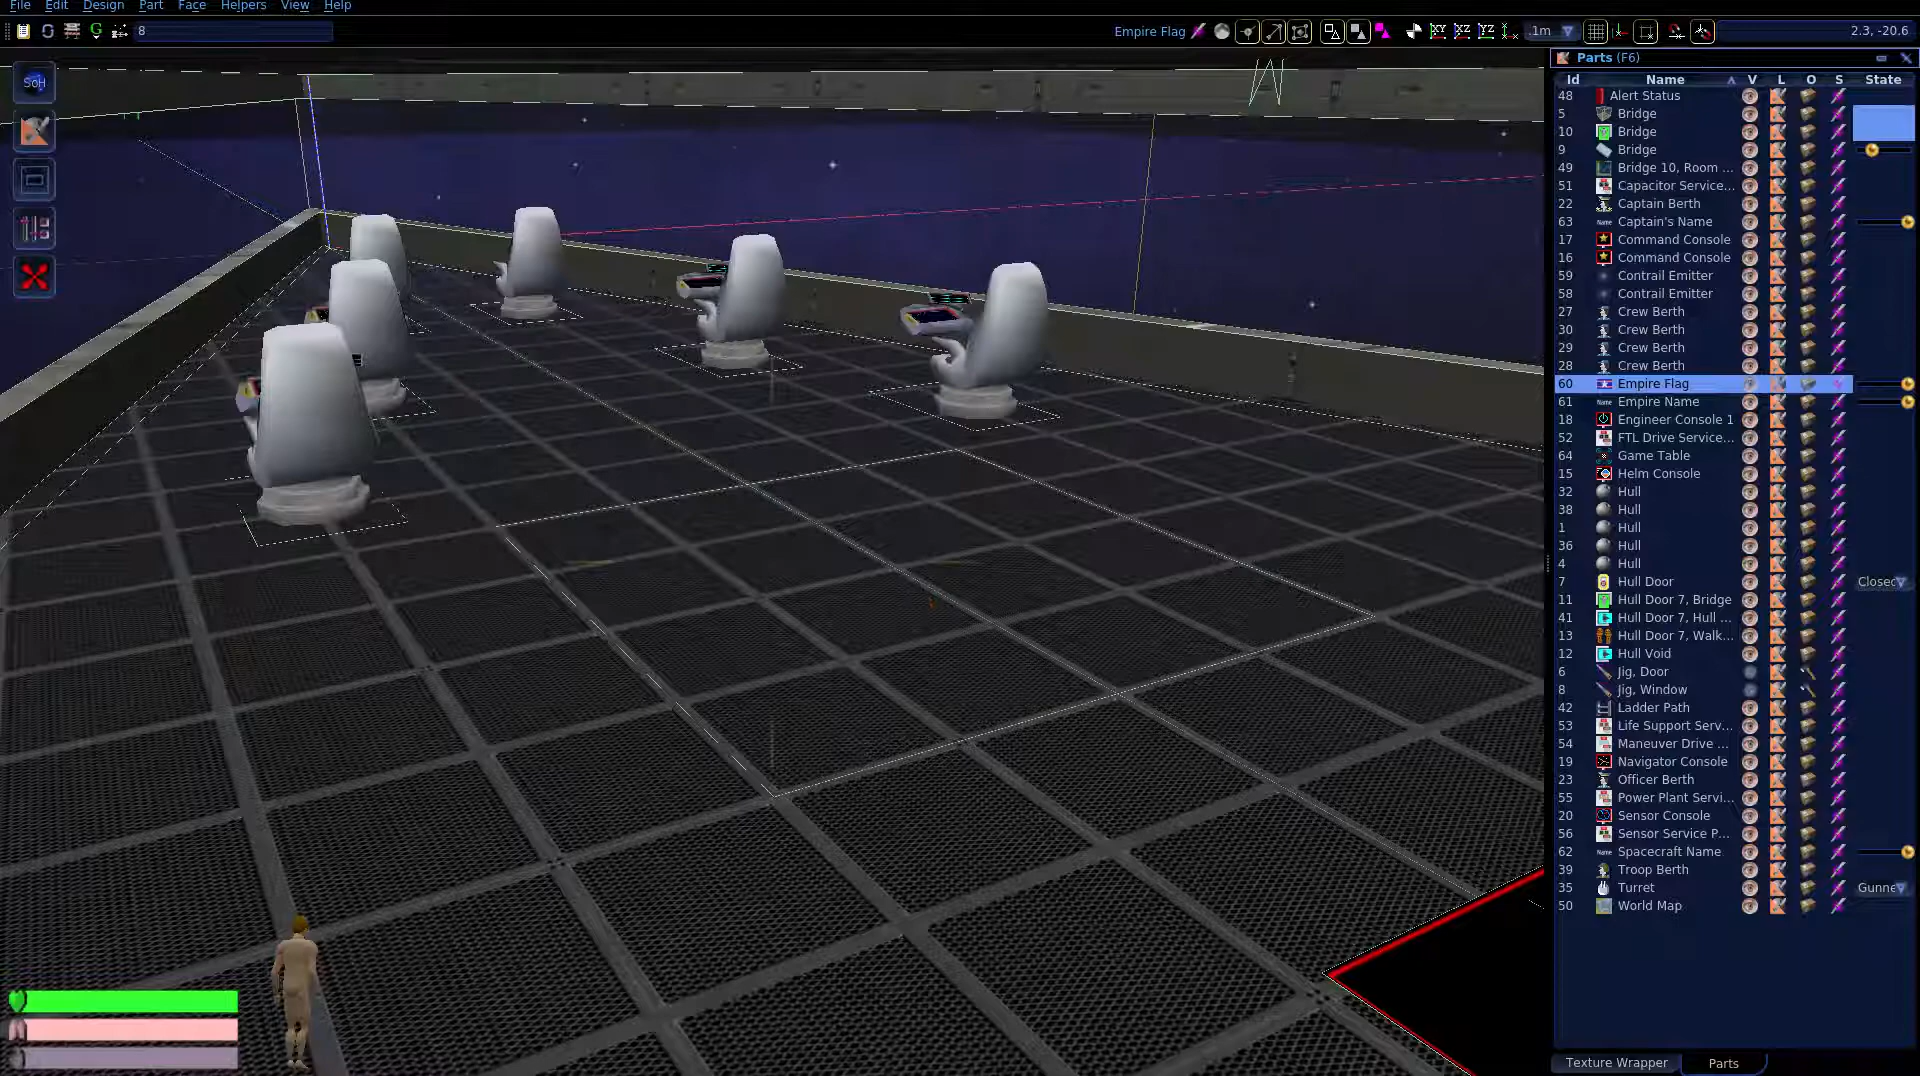 File Edit Design Part Face Helpers View Help
8
Empire Flag
XY XZ YZ .1m
2.3, -20.6
SoH
Parts (F6)
Id Name V L O S State
48 Alert Status
5 Bridge
10 Bridge
9 Bridge
49 Bridge 10, Room ...
51 Capacitor Service...
22 Captain Berth
63 Name Captain's Name
17 Command Console
16 Command Console
59 Contrail Emitter
58 Contrail Emitter
27 Crew Berth
30 Crew Berth
29 Crew Berth
28 Crew Berth
60 Empire Flag
61 Name Empire Name
18 Engineer Console 1
52 FTL Drive Service...
64 Game Table
15 Helm Console
32 Hull
38 Hull
1 Hull
36 Hull
4 Hull
7 Hull Door Closed
11 Hull Door 7, Bridge
41 Hull Door 7, Hull ...
13 Hull Door 7, Walk...
12 Hull Void
6 Jig, Door
8 Jig, Window
42 Ladder Path
53 Life Support Serv...
54 Maneuver Drive ...
19 Navigator Console
23 Officer Berth
55 Power Plant Servi...
20 Sensor Console
56 Sensor Service P...
62 Name Spacecraft Name
39 Troop Berth
35 Turret Gunne
50 World Map
Texture Wrapper Parts